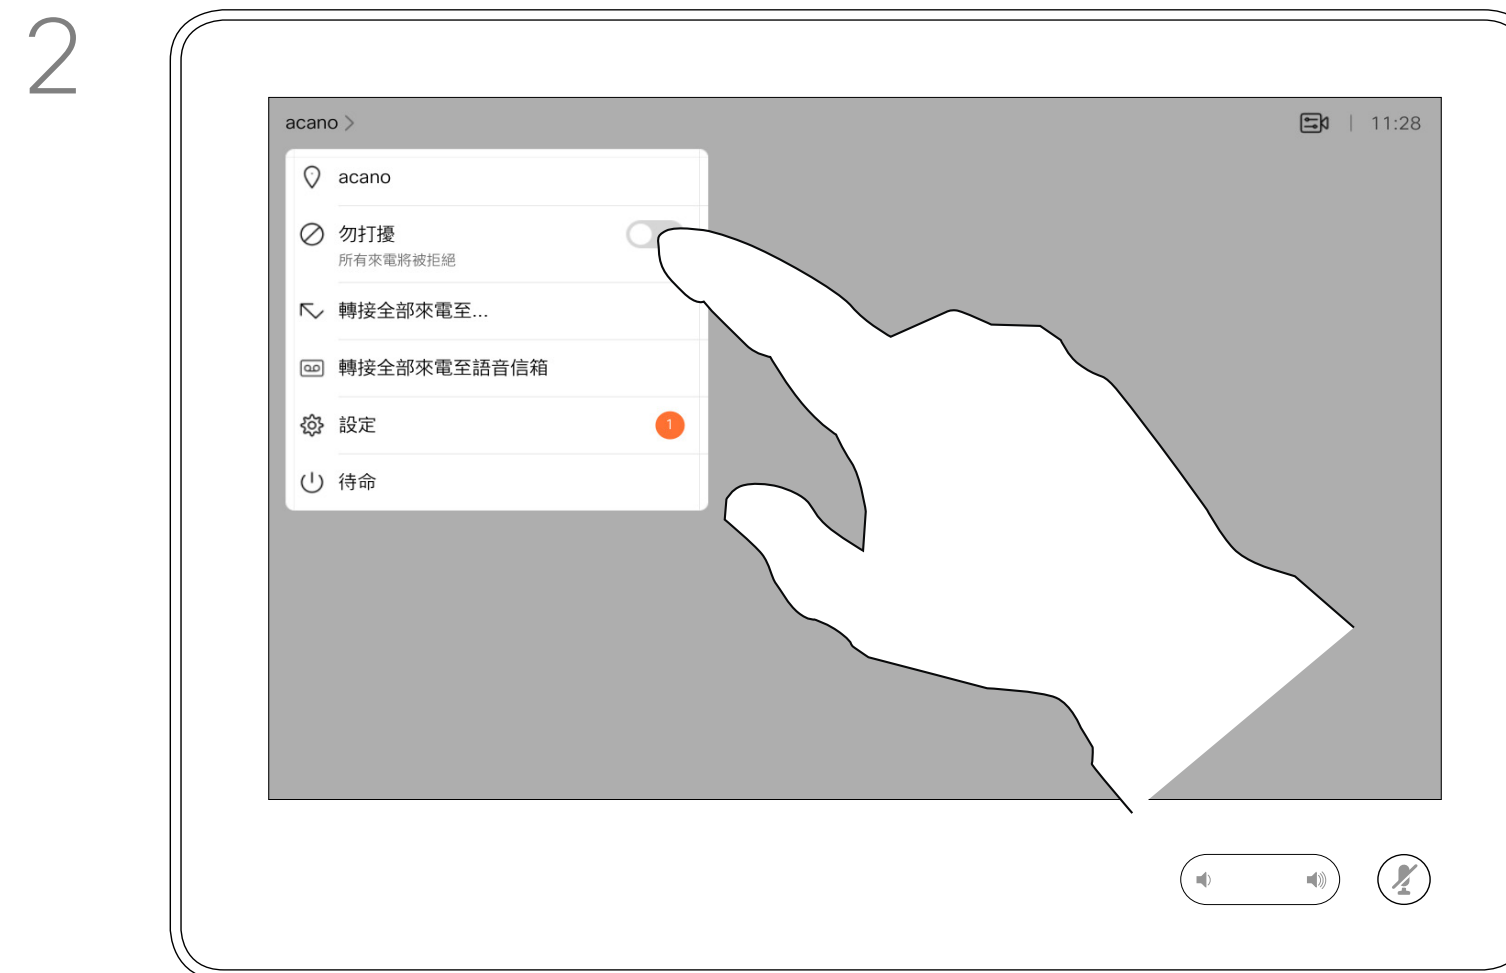 2
acano >
11:28
acano
勿打擾
所有來電將被拒絕
轉接全部來電至...
轉接全部來電至語音信箱
設定
1
待命